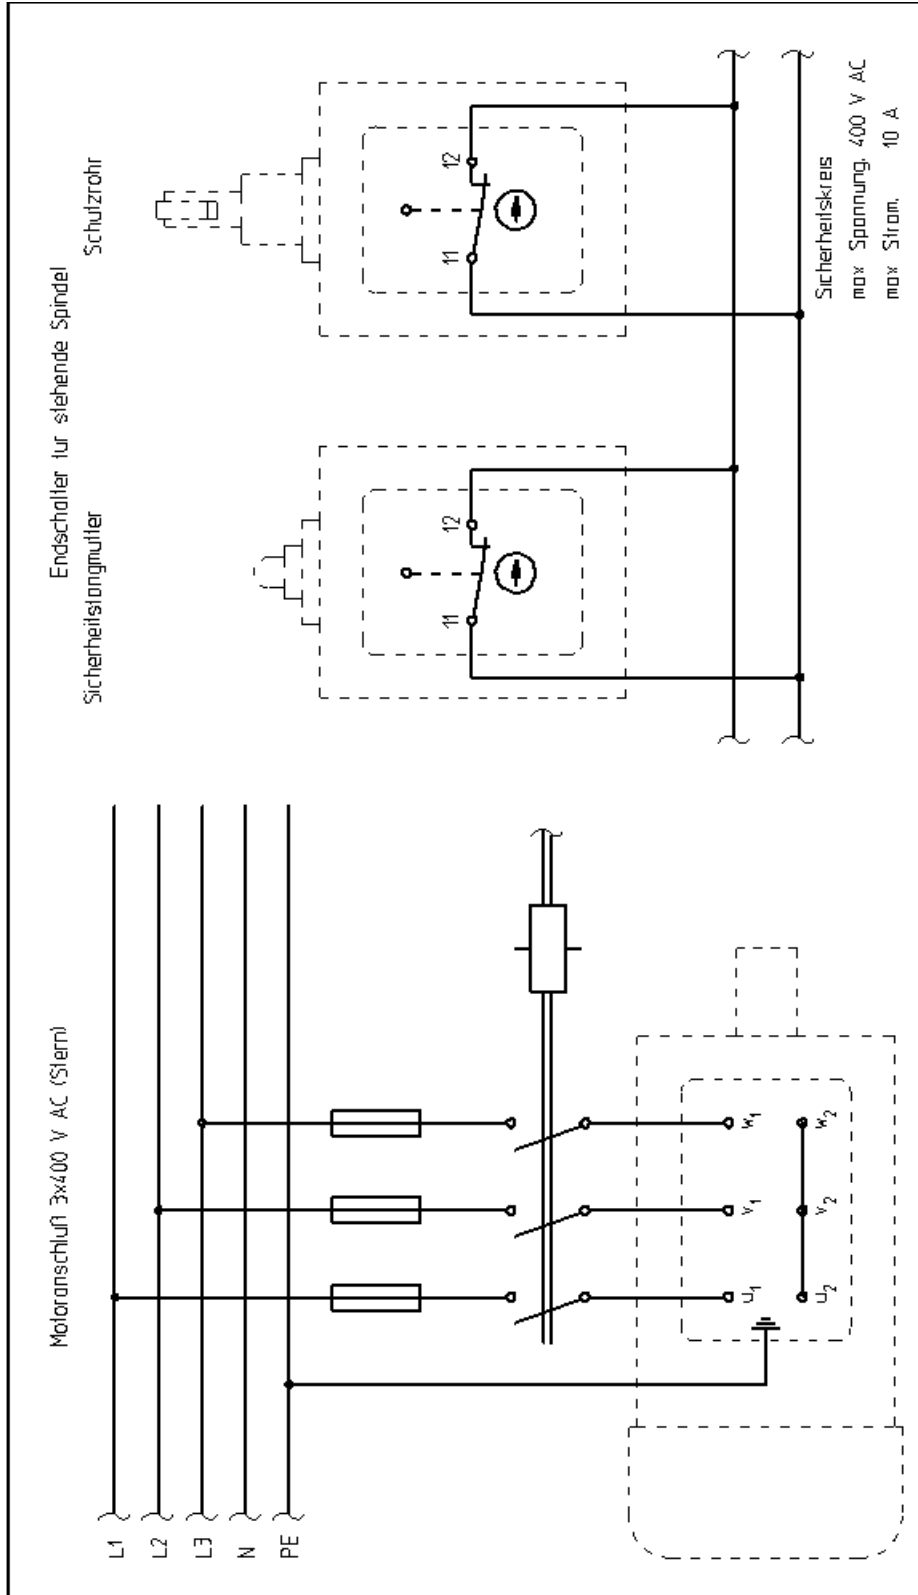 Motoranschluß 3x400 V AC (Stern)
L1
L2
L3
N
PE
u1
v1
w1
u2
v2
w2
Endschalter für stehende Spindel
Sicherheitsfangmutter
Schutzrohr
11
12
11
12
Sicherheitskreis
max Spannung. 400 V AC
max Strom. 10 A